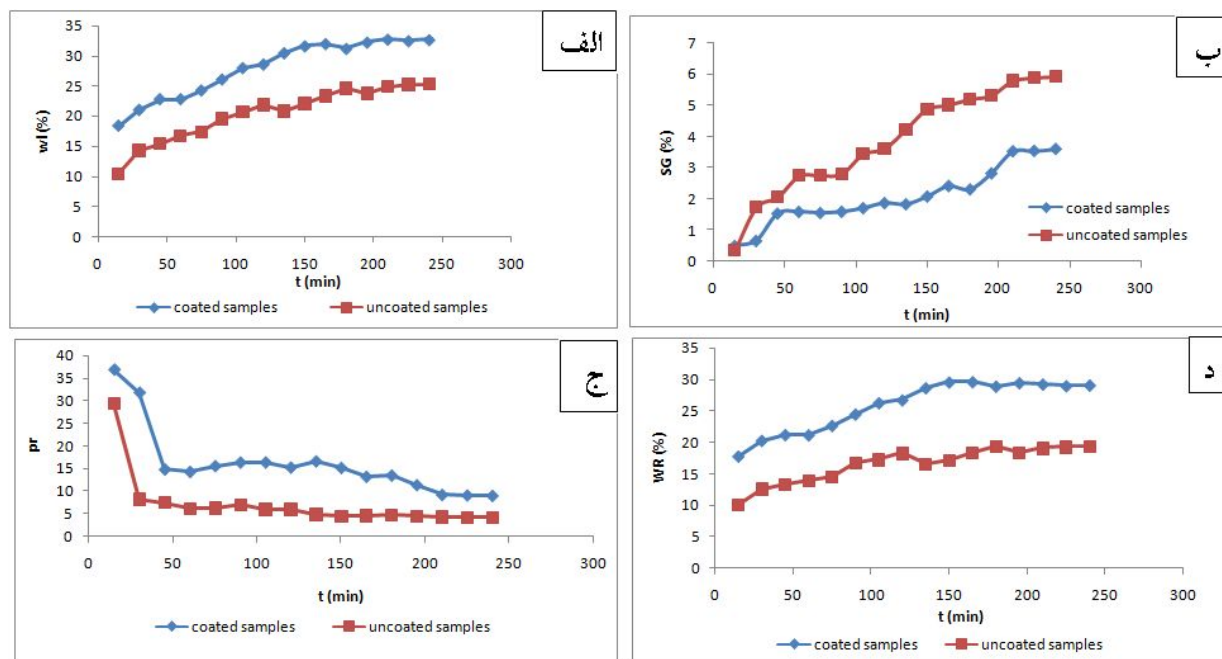 الف
35
30
25
20
15
10
5
0
wl (%)
0 50 100 150 200 250 300
t (min)
coated samples uncoated samples
ب
7
6
5
4
3
2
1
0
SG (%)
coated samples
uncoated samples
0 50 100 150 200 250 300
t (min)
ج
40
35
30
25
20
15
10
5
0
pr
0 50 100 150 200 250 300
t (min)
coated samples uncoated samples
د
35
30
25
20
15
10
5
0
WR (%)
0 50 100 150 200 250 300
t (min)
coated samples uncoated samples